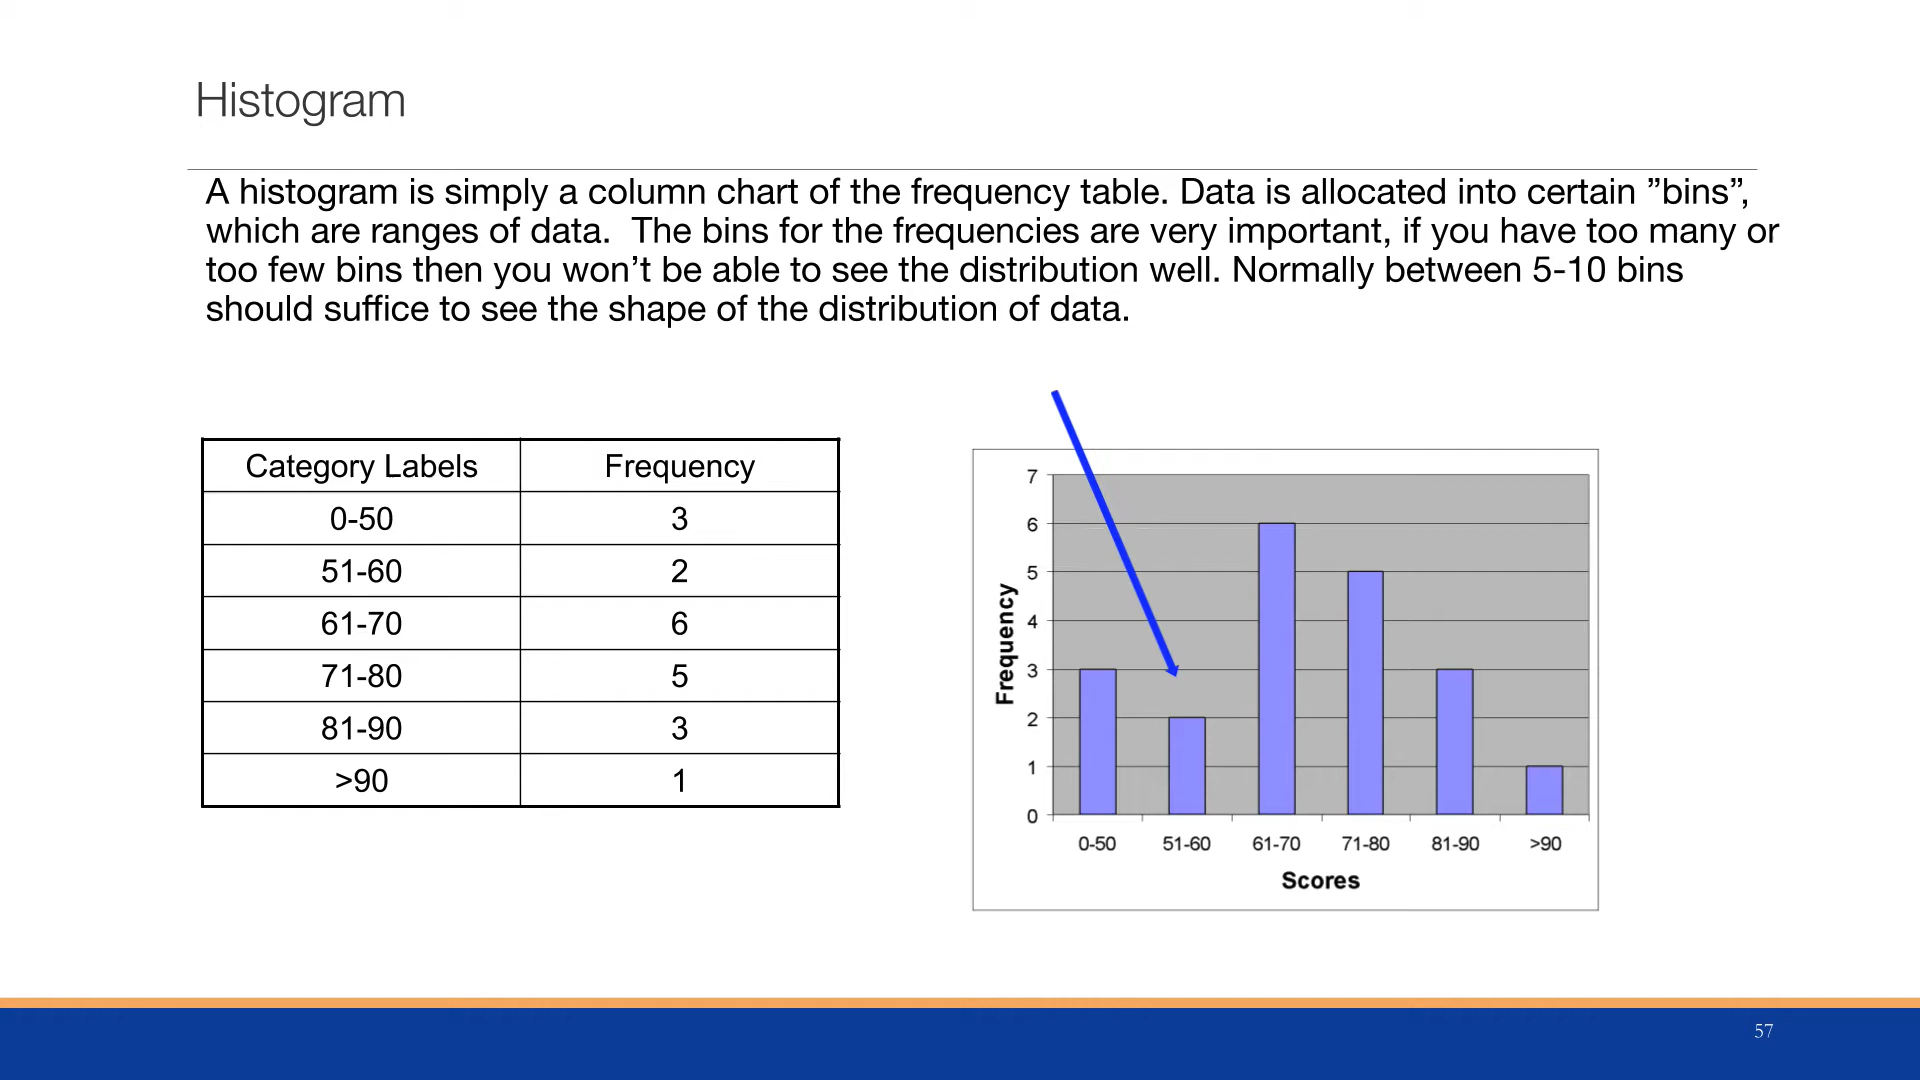 Histogram
A histogram is simply a column chart of the frequency table. Data is allocated into certain ”bins”,
which are ranges of data.  The bins for the frequencies are very important, if you have too many or
too few bins then you won’t be able to see the distribution well. Normally between 5-10 bins
should suffice to see the shape of the distribution of data.
Category Labels Frequency
0-50 3
51-60 2
61-70 6
71-80 5
81-90 3
>90 1
7
6
5
4
3
2
1
0
Frequency
0-50 51-60 61-70 71-80 81-90 >90
Scores
57